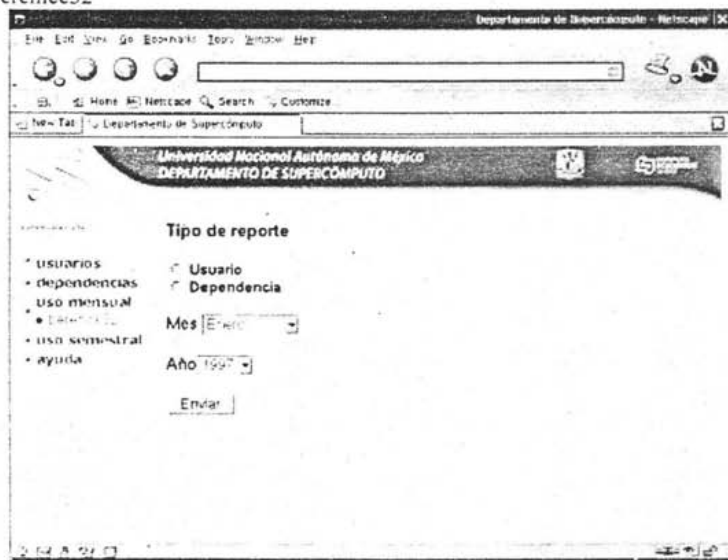 Departamento de Supercómputo - Netscape
File Edit View Go Bookmarks Tools Window Help
Home Netscape Search Customize...
New Tab Departamento de Supercómputo
Universidad Nacional Autónoma de México
DEPARTAMENTO DE SUPERCÓMPUTO
Tipo de reporte
usuarios
dependencias
uso mensual
uso semestral
ayuda
Usuario
Dependencia
Mes Enero
Año 1997
Enviar